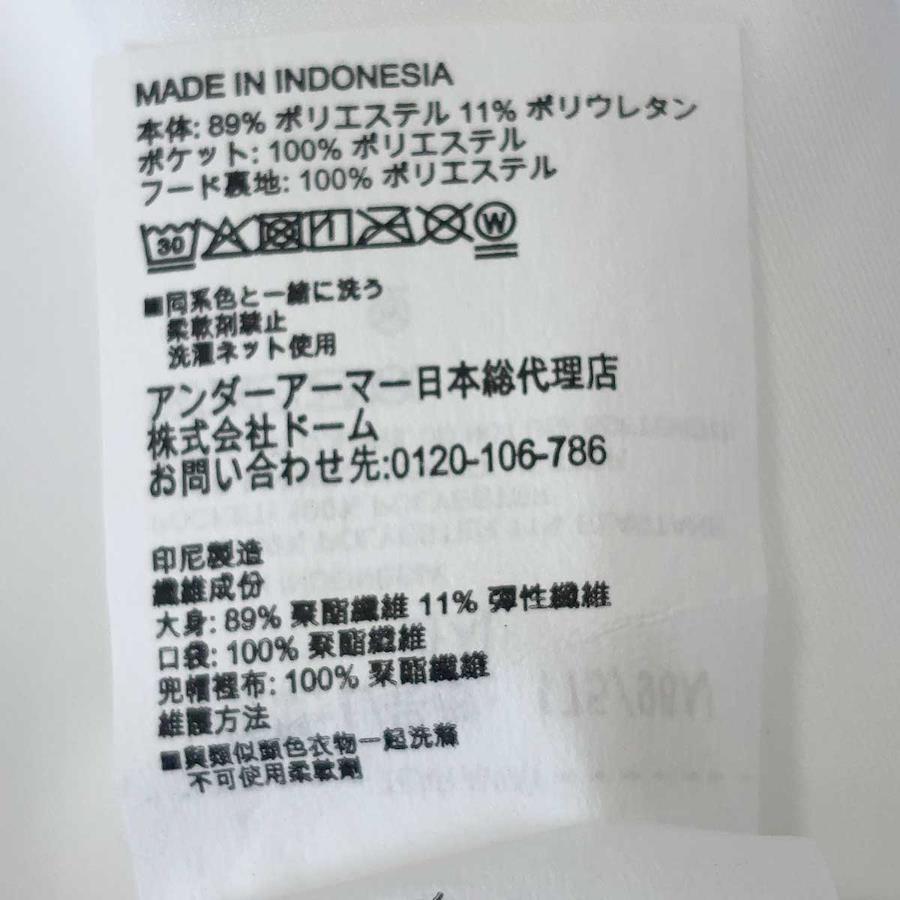 MADE IN INDONESIA
本体: 89% ポリエステル 11% ポリウレタン
ポケット: 100% ポリエステル
フード裏地: 100% ポリエステル
30
W
■同系色と一緒に洗う
柔軟剤禁止
洗濯ネット使用
アンダーアーマー日本総代理店
株式会社ドーム
お問い合わせ先:0120-106-786
印尼製造
纖維成份
大身: 89% 聚酯纖維 11% 彈性纖維
口袋: 100% 聚酯纖維
兜帽裡布: 100% 聚酯纖維
維護方法
■與類似顏色衣物一起洗滌
不可使用柔軟劑